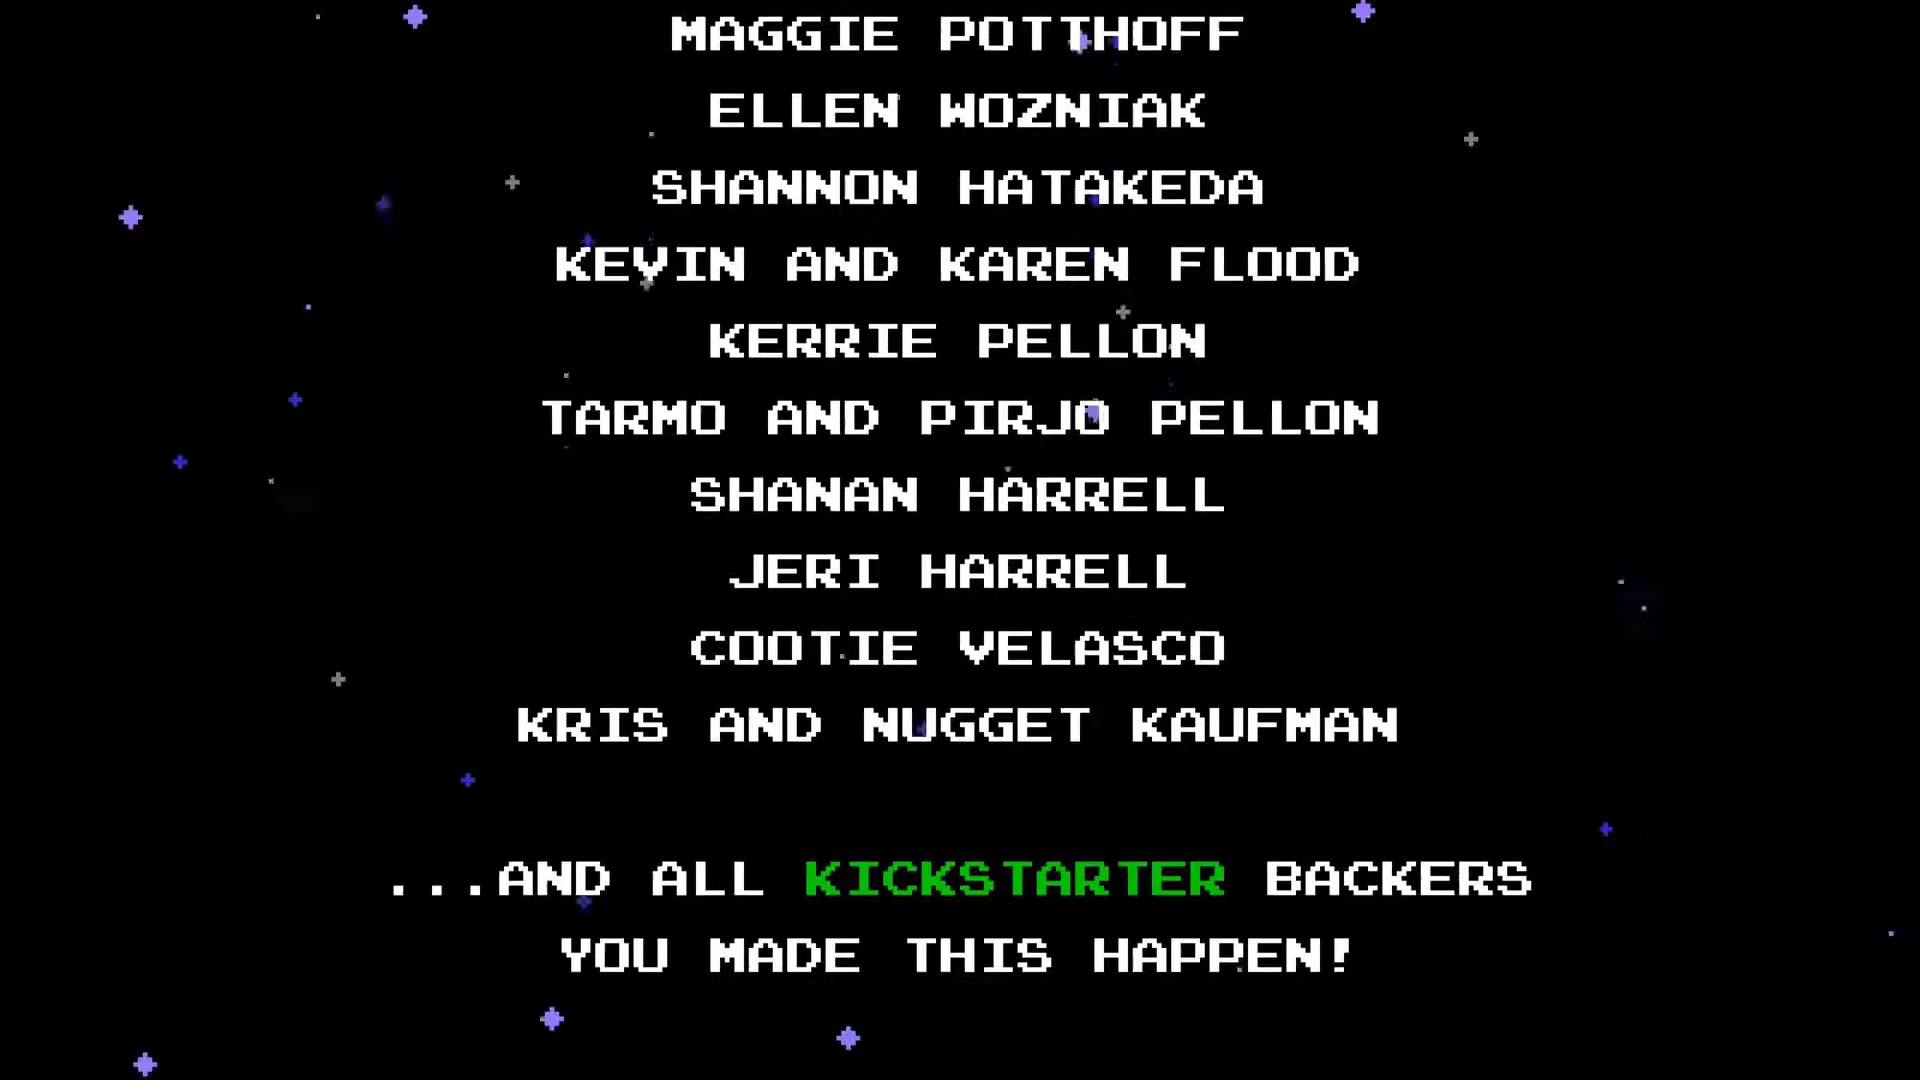 MAGGIE POTTHOFF
ELLEN WOZNIAK
SHANNON HATAKEDA
KEVIN AND KAREN FLOOD
KERRIE PELLON
TARMO AND PIRJO PELLON
SHANAN HARRELL
JERI HARRELL
COOTIE VELASCO
KRIS AND NUGGET KAUFMAN
...AND ALL KICKSTARTER BACKERS
YOU MADE THIS HAPPEN!